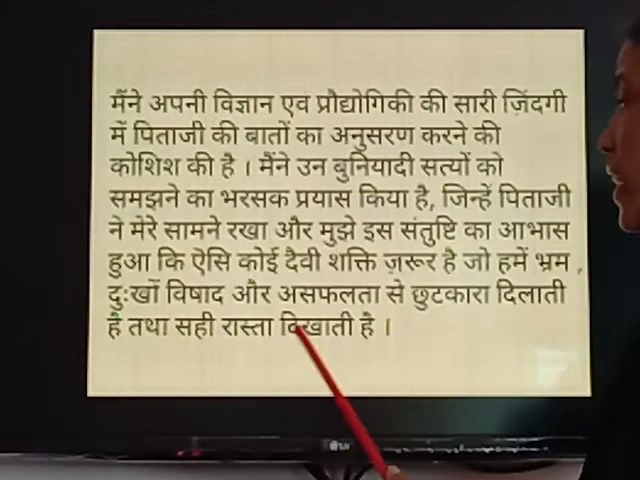 मैंने अपनी विज्ञान एवं प्रौद्योगिकी की सारी ज़िंदगी
में पिताजी की बातों का अनुसरण करने की
कोशिश की है । मैंने उन बुनियादी सत्यों को
समझने का भरसक प्रयास किया है, जिन्हें पिताजी
ने मेरे सामने रखा और मुझे इस संतुष्टि का आभास
हुआ कि ऐसि कोई दैवी शक्ति ज़रूर है जो हमें भ्रम ,
दुःखों विषाद और असफलता से छुटकारा दिलाती
है तथा सही रास्ता दिखाती है ।
LG